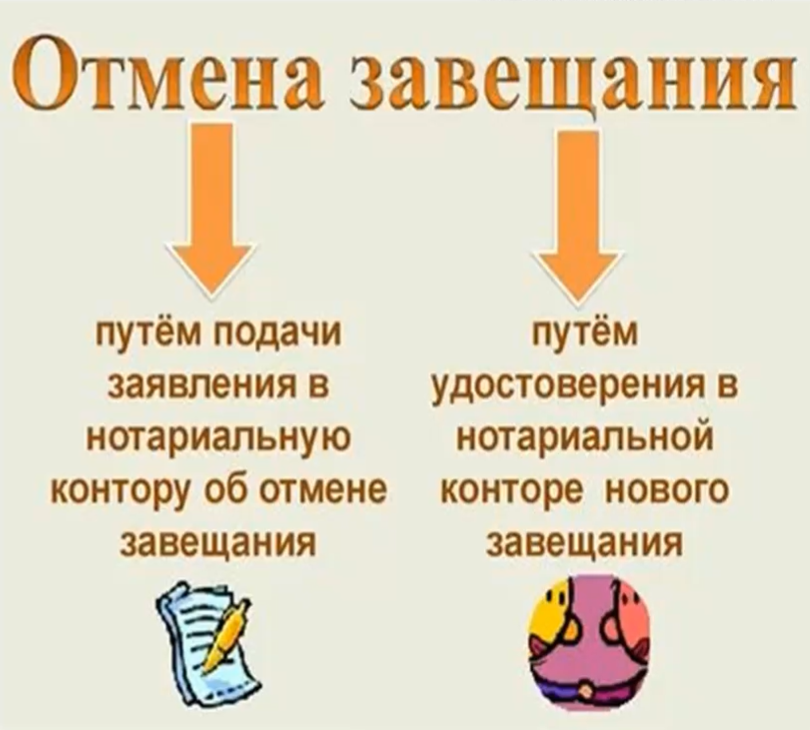 Отмена завещания
путём подачи
заявления в
нотариальную
контору об отмене
завещания
путём
удостоверения в
нотариальной
конторе нового
завещания